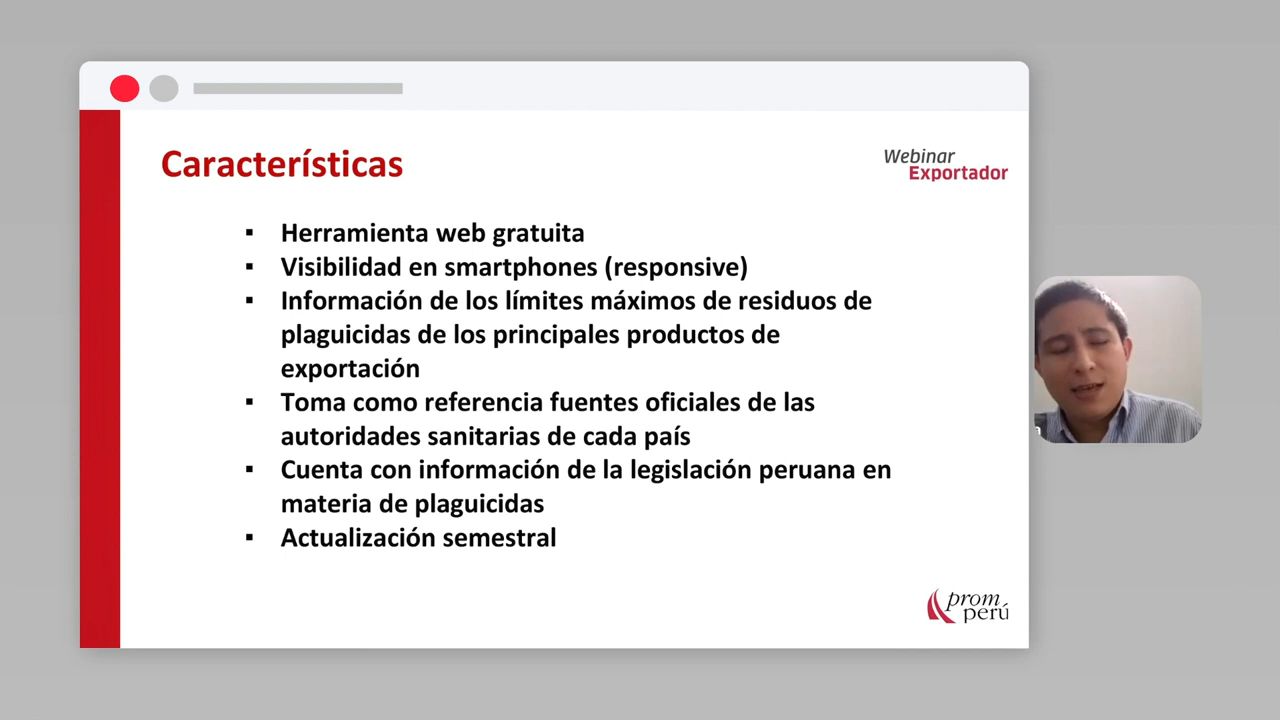 Características
Webinar
Exportador
▪ Herramienta web gratuita
▪ Visibilidad en smartphones (responsive)
▪ Información de los límites máximos de residuos de
plaguicidas de los principales productos de
exportación
▪ Toma como referencia fuentes oficiales de las
autoridades sanitarias de cada país
▪ Cuenta con información de la legislación peruana en
materia de plaguicidas
▪ Actualización semestral
prom
perú